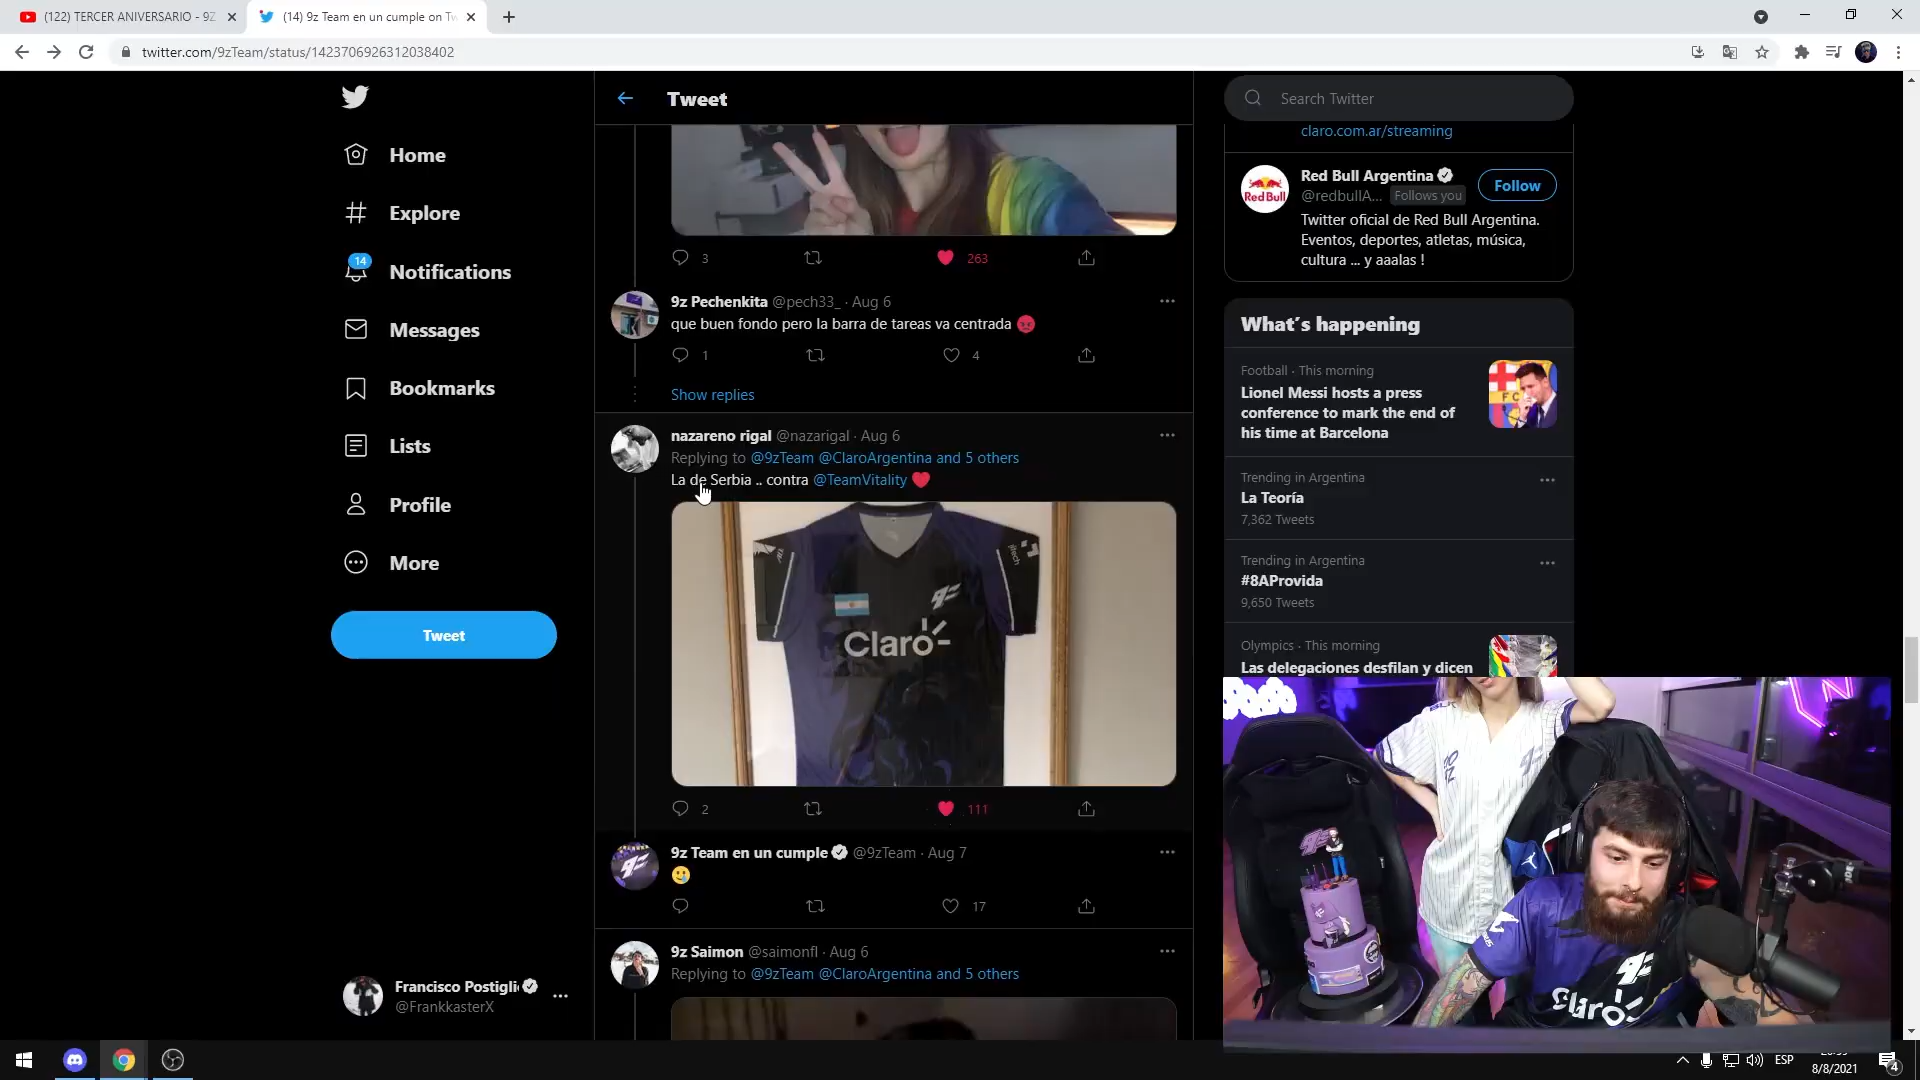 (122) TERCER ANIVERSARIO - 9Z
(14) 9z Team en un cumple on Tw
twitter.com/9zTeam/status/1423706926312038402
Home
Explore
14
Notifications
Messages
Bookmarks
Lists
Profile
More
Tweet
Francisco Postigli
@FrankkasterX
Tweet
3
263
9z Pechenkita @pech33_ · Aug 6
que buen fondo pero la barra de tareas va centrada 😡
1
4
Show replies
nazareno rigal @nazarigal · Aug 6
Replying to @9zTeam @ClaroArgentina and 5 others
La de Serbia .. contra @TeamVitality ❤️
Claro
2
111
9z Team en un cumple @9zTeam · Aug 7
🥲
17
9z Saimon @saimonfl · Aug 6
Replying to @9zTeam @ClaroArgentina and 5 others
Search Twitter
claro.com.ar/streaming
Red Bull
Red Bull Argentina
@redbullA... Follows you
Follow
Twitter oficial de Red Bull Argentina.
Eventos, deportes, atletas, música,
cultura ... y aaalas !
What's happening
Football · This morning
Lionel Messi hosts a press
conference to mark the end of
his time at Barcelona
Trending in Argentina
La Teoría
7,362 Tweets
Trending in Argentina
#8AProvida
9,650 Tweets
Olympics · This morning
Las delegaciones desfilan y dicen
Claro
ESP
8/8/2021
4